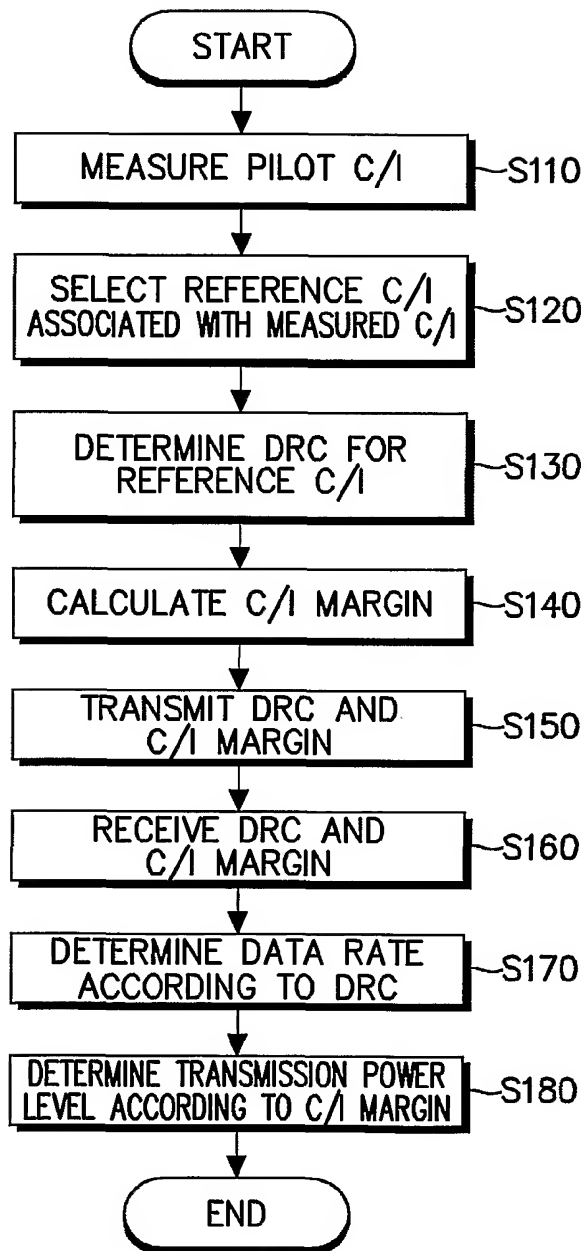 START
MEASURE PILOT C/I
S110
SELECT REFERENCE C/I
ASSOCIATED WITH MEASURED C/I
S120
DETERMINE DRC FOR
REFERENCE C/I
S130
CALCULATE C/I MARGIN
S140
TRANSMIT DRC AND
C/I MARGIN
S150
RECEIVE DRC AND
C/I MARGIN
S160
DETERMINE DATA RATE
ACCORDING TO DRC
S170
DETERMINE TRANSMISSION POWER
LEVEL ACCORDING TO C/I MARGIN
S180
END